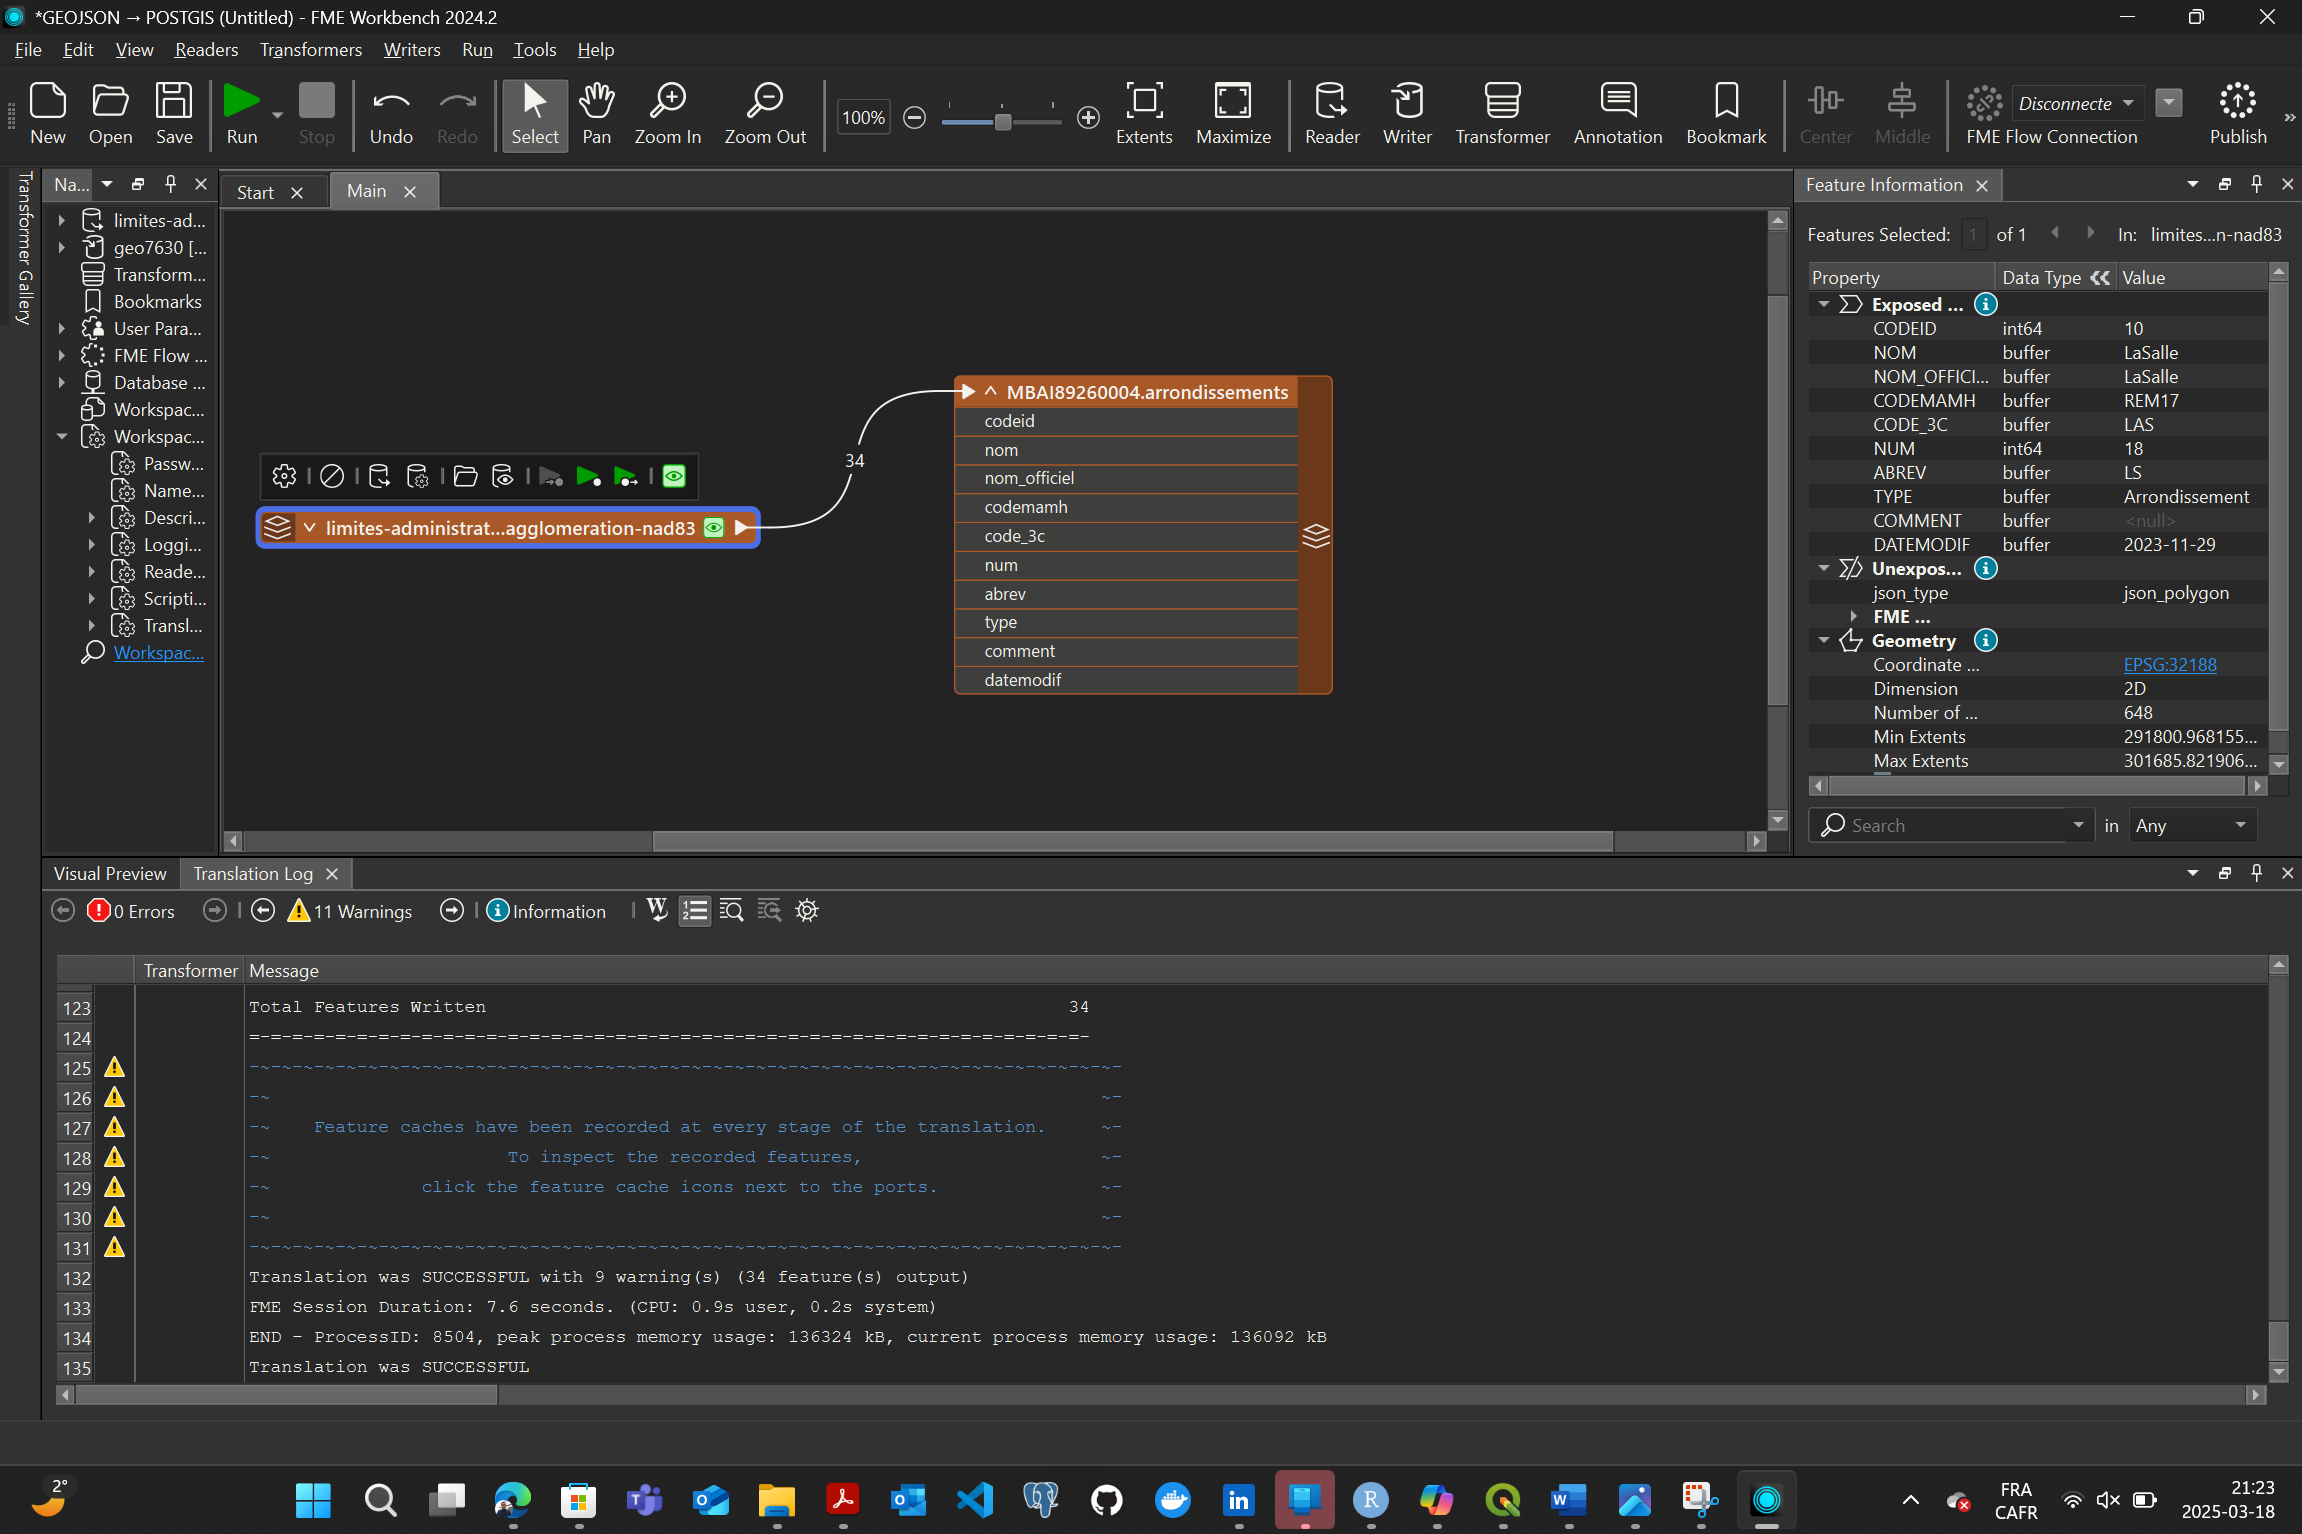 *GEOJSON → POSTGIS (Untitled) - FME Workbench 2024.2
File Edit View Readers Transformers Writers Run Tools Help
New Open Save Run Stop Undo Redo Select Pan Zoom In Zoom Out 100% Extents Maximize Reader Writer Transformer Annotation Bookmark Center Middle Disconnecte FME Flow Connection Publish »
Transformer Gallery
Na...
limites-ad...
geo7630 [...
Transform...
Bookmarks
User Para...
FME Flow ...
Database ...
Workspac...
Workspac...
Passw...
Name...
Descri...
Loggi...
Reade...
Scripti...
Transl...
Workspac...
Start Main
limites-administrat...agglomeration-nad83
34
MBAI89260004.arrondissements
codeid
nom
nom_officiel
codemamh
code_3c
num
abrev
type
comment
datemodif
Feature Information
Features Selected: 1 of 1 In: limites...n-nad83
Property Data Type Value
Exposed ...
CODEID int64 10
NOM buffer LaSalle
NOM_OFFICI... buffer LaSalle
CODEMAMH buffer REM17
CODE_3C buffer LAS
NUM int64 18
ABREV buffer LS
TYPE buffer Arrondissement
COMMENT buffer <null>
DATEMODIF buffer 2023-11-29
Unexpos...
json_type json_polygon
FME ...
Geometry
Coordinate ... EPSG:32188
Dimension 2D
Number of ... 648
Min Extents 291800.968155...
Max Extents 301685.821906...
Search in Any
Visual Preview Translation Log
0 Errors 11 Warnings Information
Transformer Message
123 Total Features Written 34
124 =-=-=-=-=-=-=-=-=-=-=-=-=-=-=-=-=-=-=-=-=-=-=-=-=-=-=-=-=-=-=-=-=-=-=-=-=-=-=-
125 -~-~-~-~-~-~-~-~-~-~-~-~-~-~-~-~-~-~-~-~-~-~-~-~-~-~-~-~-~-~-~-~-~-~-~-~-~-~-~-~-
126 -~ ~-
127 -~ Feature caches have been recorded at every stage of the translation. ~-
128 -~ To inspect the recorded features, ~-
129 -~ click the feature cache icons next to the ports. ~-
130 -~ ~-
131 -~-~-~-~-~-~-~-~-~-~-~-~-~-~-~-~-~-~-~-~-~-~-~-~-~-~-~-~-~-~-~-~-~-~-~-~-~-~-~-~-
132 Translation was SUCCESSFUL with 9 warning(s) (34 feature(s) output)
133 FME Session Duration: 7.6 seconds. (CPU: 0.9s user, 0.2s system)
134 END - ProcessID: 8504, peak process memory usage: 136324 kB, current process memory usage: 136092 kB
135 Translation was SUCCESSFUL
2°
FRA
CAFR
21:23
2025-03-18